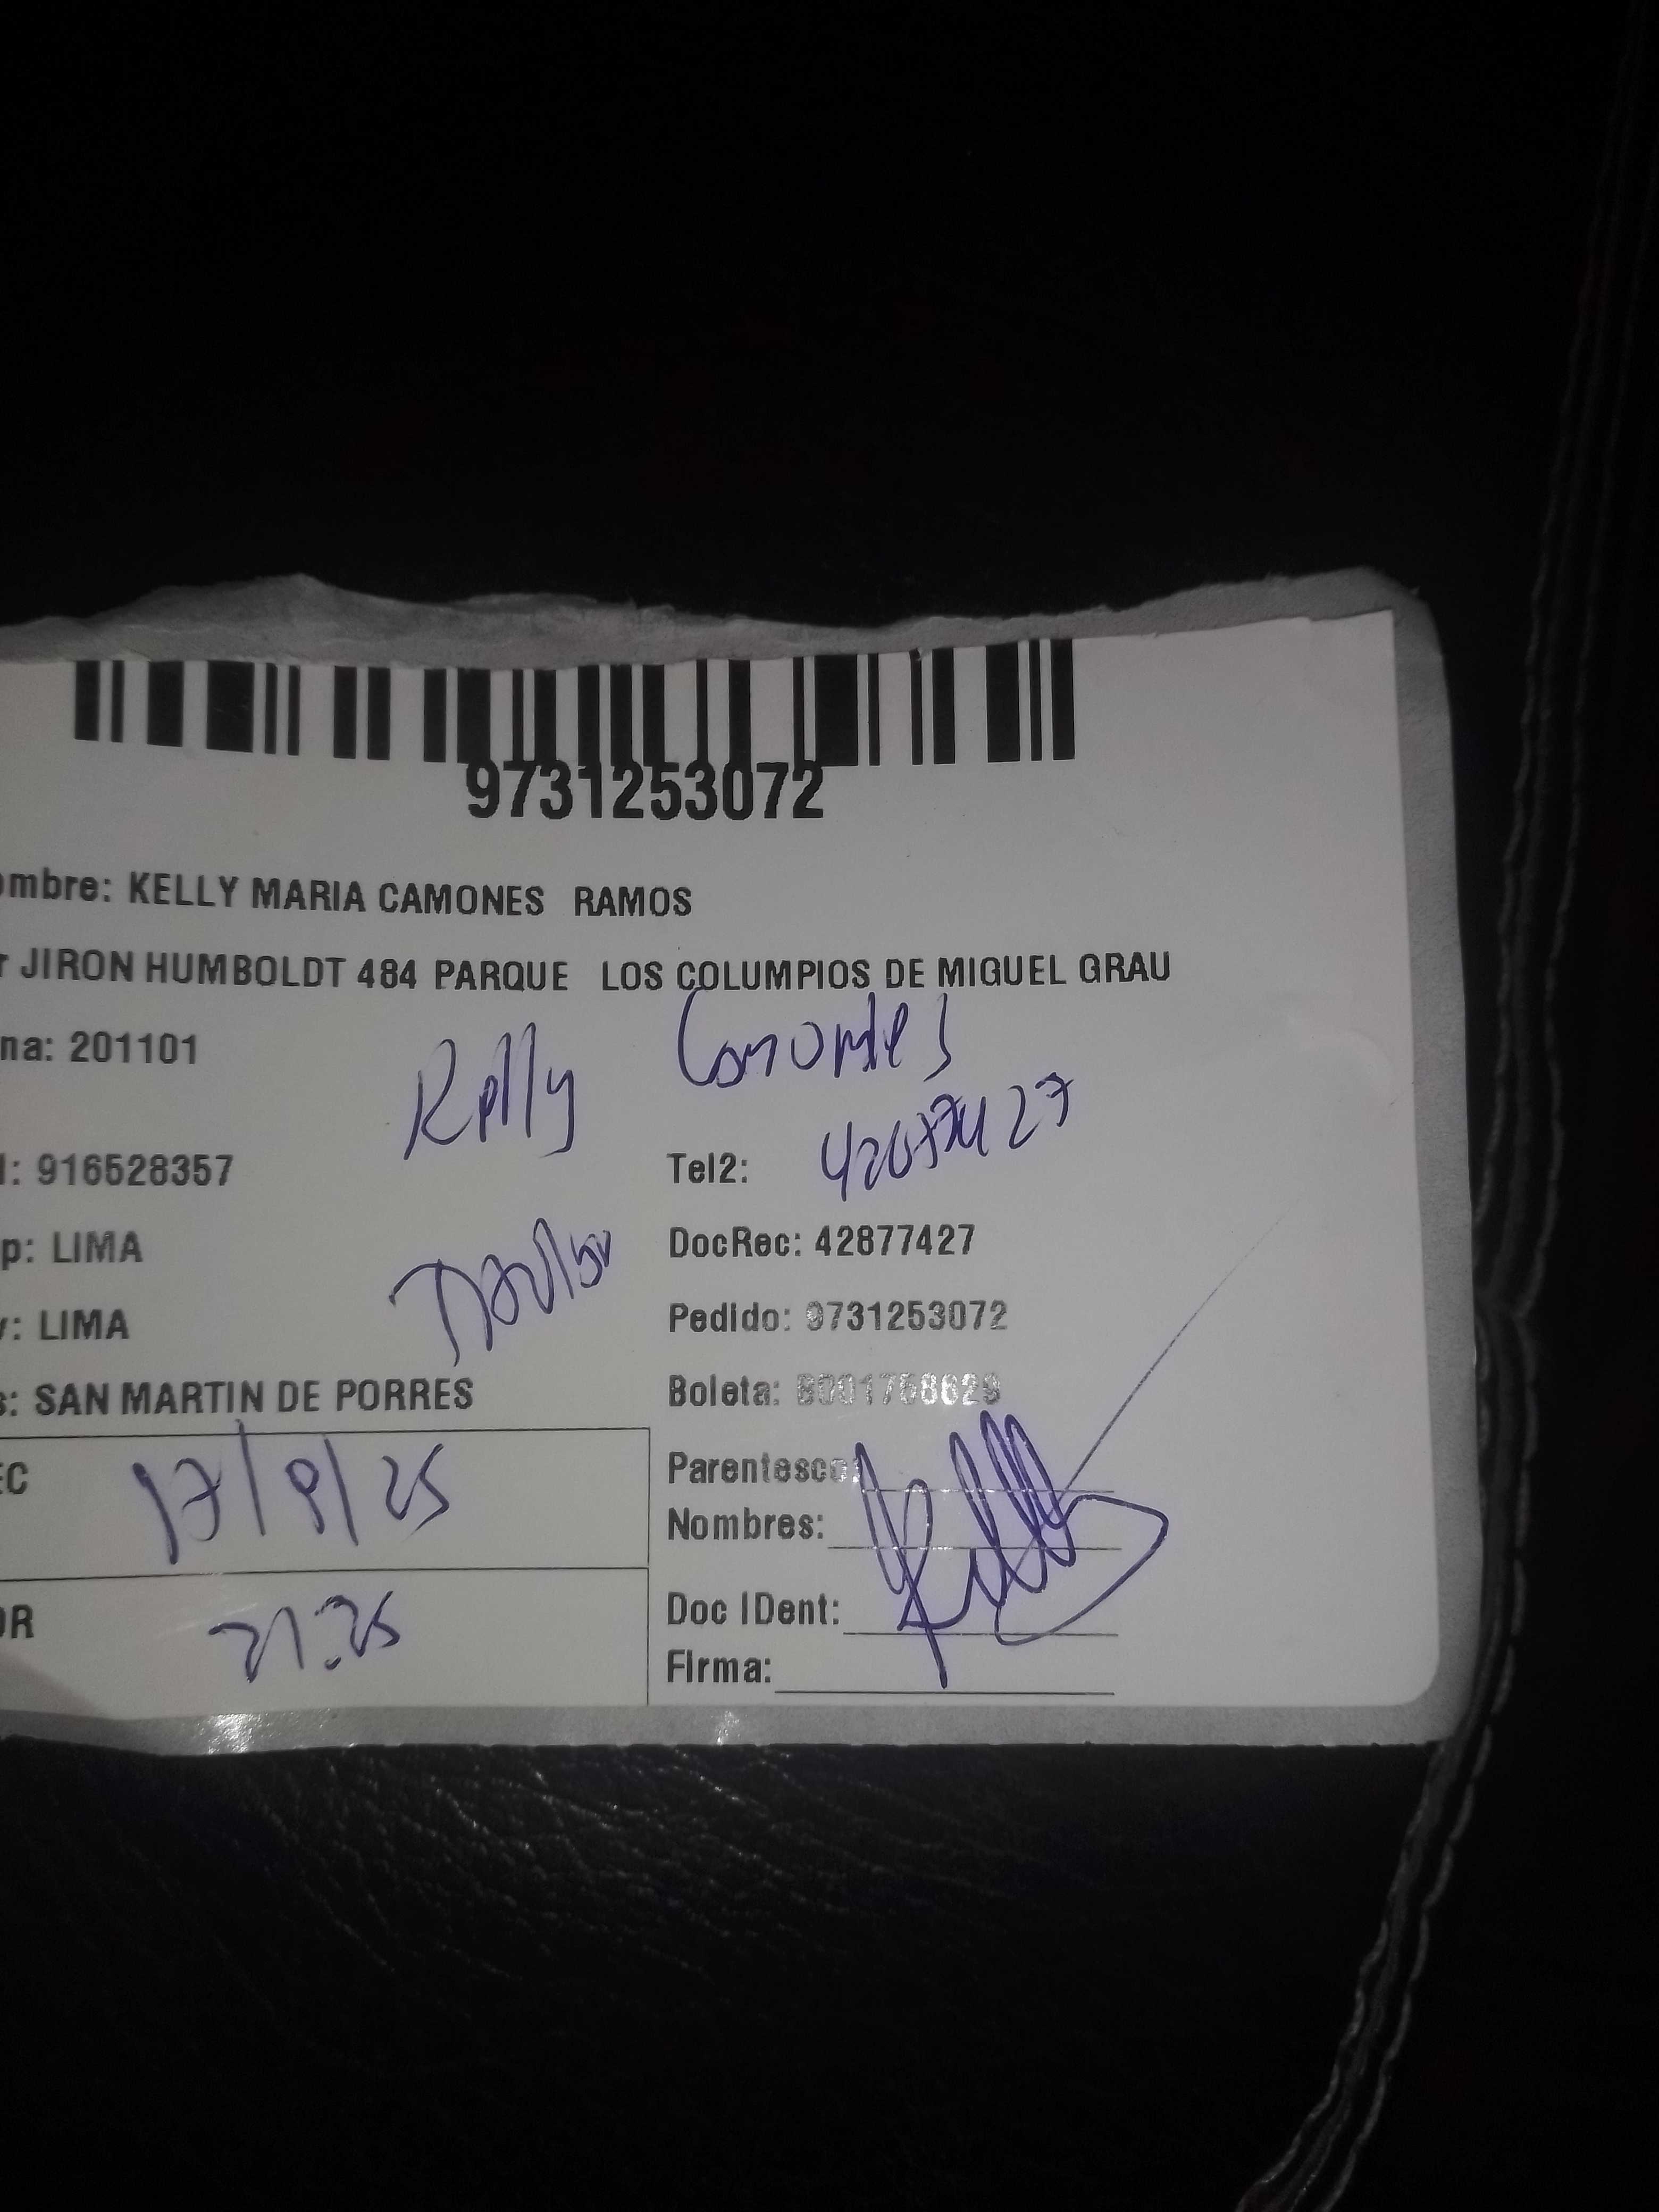 9731253072
ombre: KELLY MARIA CAMONES RAMOS
r JIRON HUMBOLDT 484 PARQUE LOS COLUMPIOS DE MIGUEL GRAU
na: 201101
Kelly Camones
l: 916528357
Tel2: 42877427
p: LIMA
DocRec: 42877427
r: LIMA
Pedido: 9731253072
s: SAN MARTIN DE PORRES
Boleta: B001758629
EC 17/9/25
Parentesco:
Nombres:
OR 21:25
Doc IDent:
Firma: